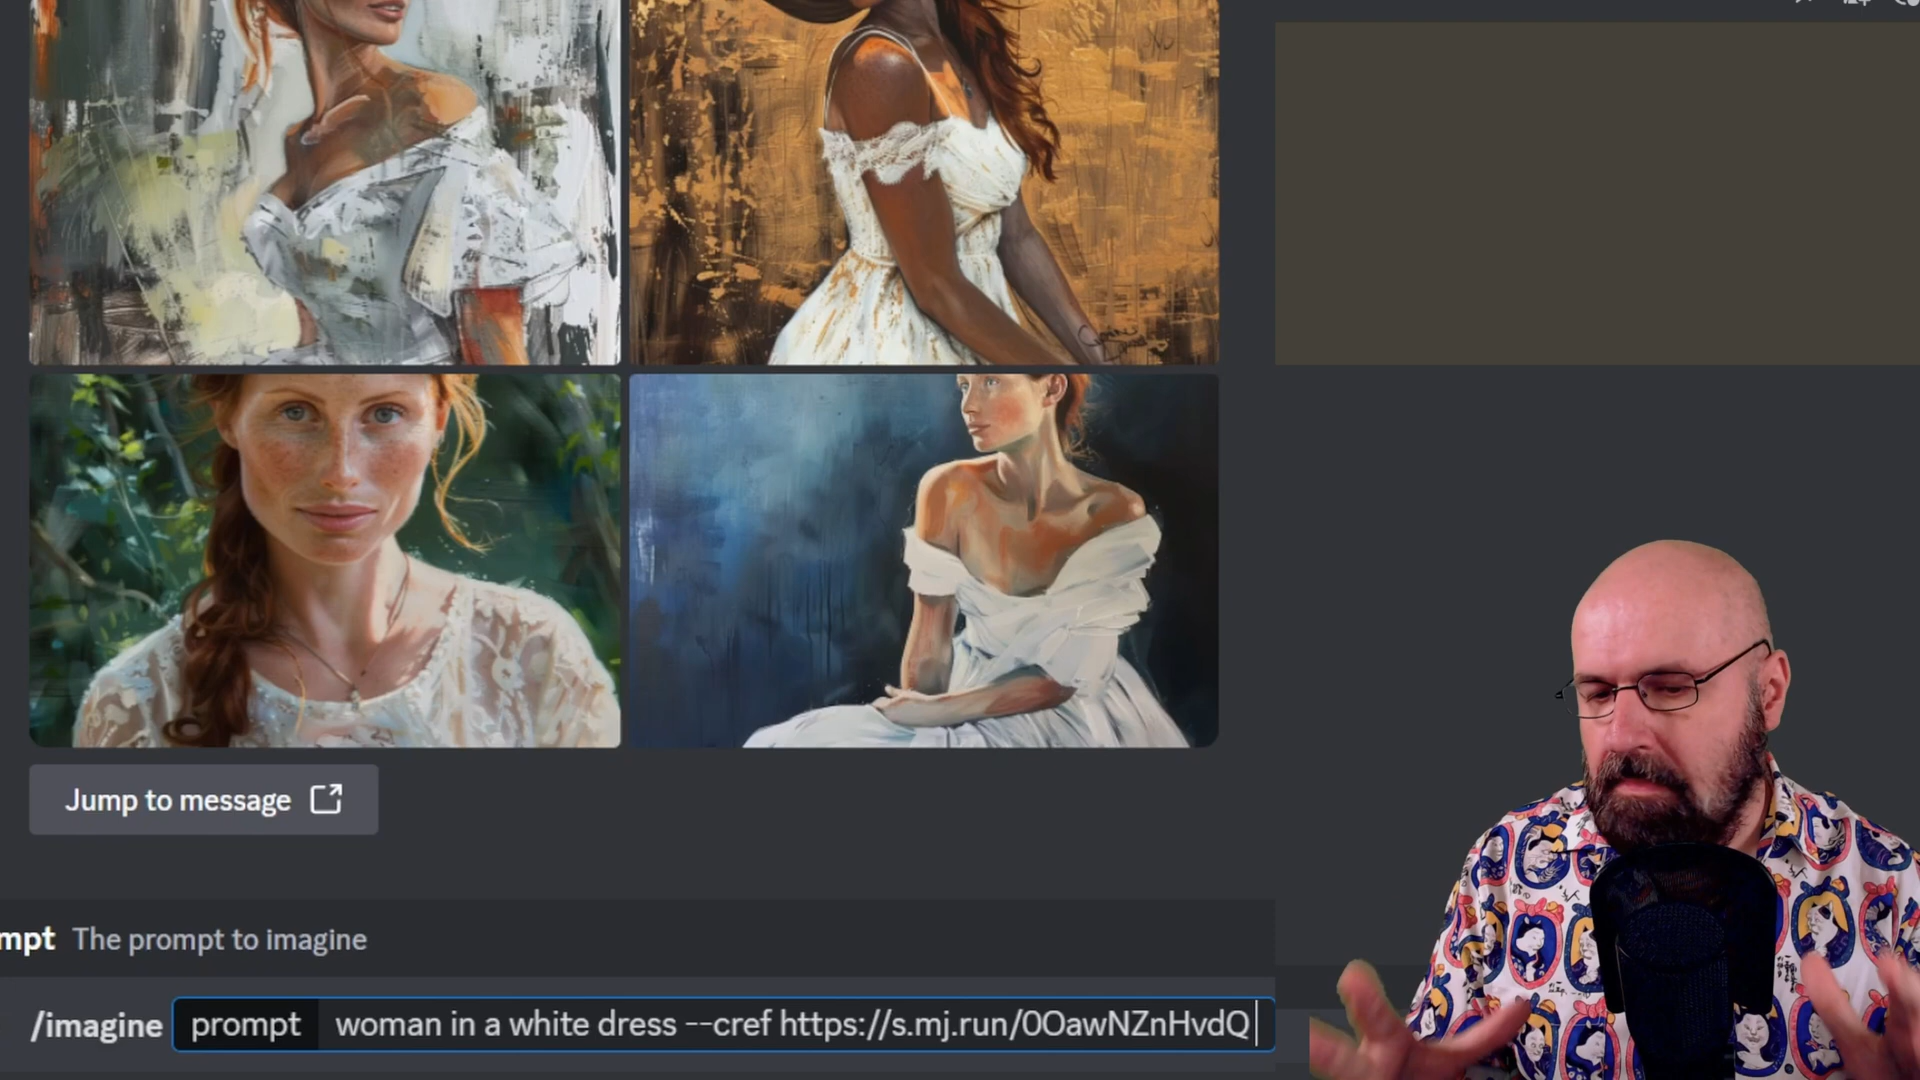 Jump to message
mpt The prompt to imagine
/imagine prompt woman in a white dress --cref https://s.mj.run/0OawNZnHvdQ